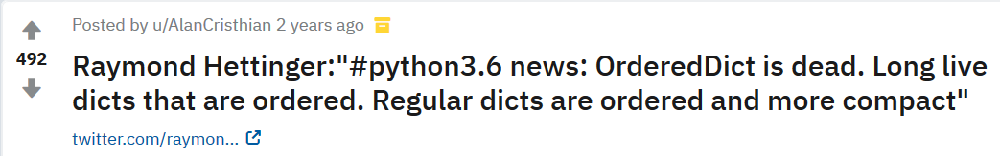 Posted by u/AlanCristhian 2 years ago
492
Raymond Hettinger:"#python3.6 news: OrderedDict is dead. Long live
dicts that are ordered. Regular dicts are ordered and more compact"
twitter.com/raymon...